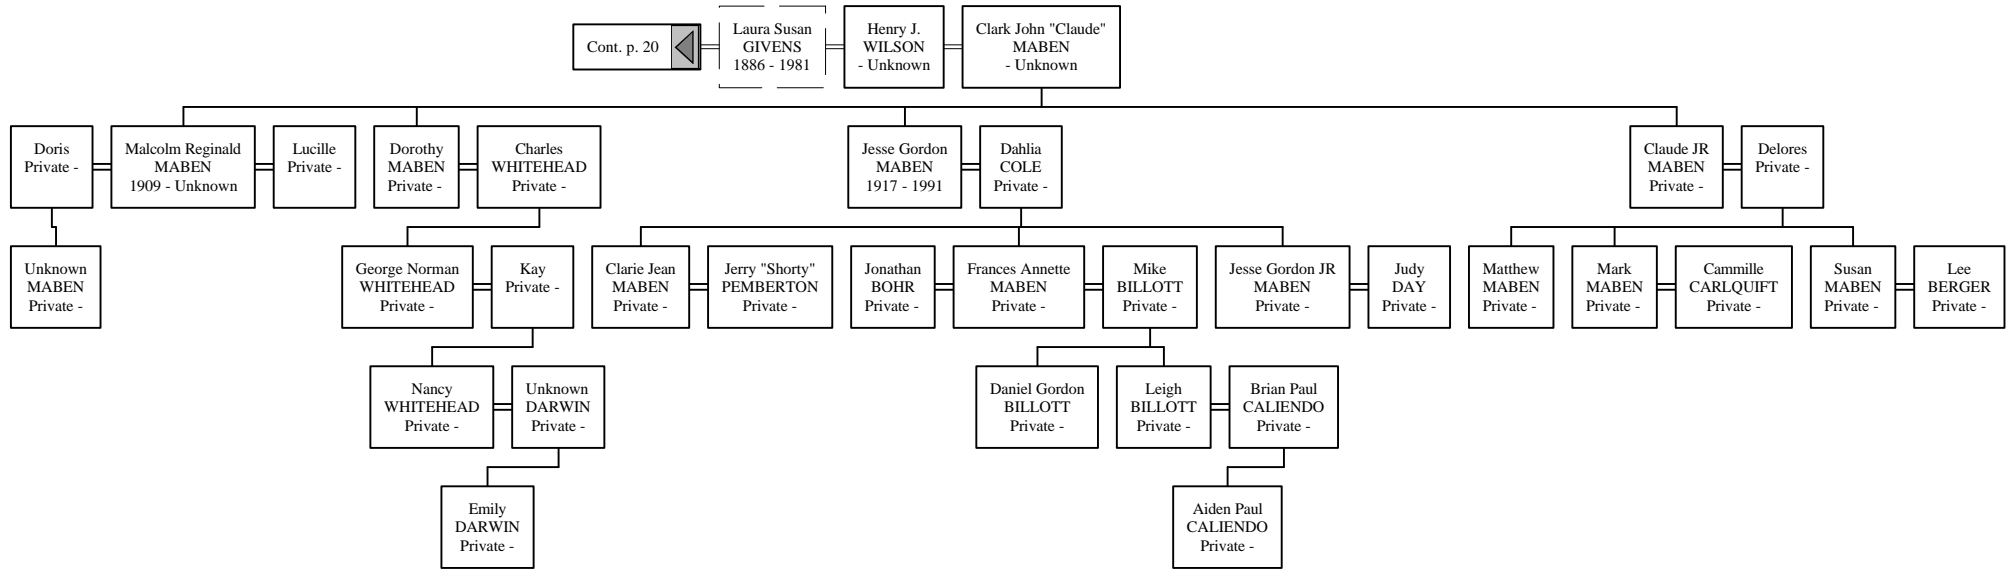 Cont. p. 20
Laura Susan
GIVENS
1886 - 1981
Henry J.
WILSON
- Unknown
Clark John "Claude"
MABEN
- Unknown
Doris
Private -
Malcolm Reginald
MABEN
1909 - Unknown
Lucille
Private -
Dorothy
MABEN
Private -
Charles
WHITEHEAD
Private -
Jesse Gordon
MABEN
1917 - 1991
Dahlia
COLE
Private -
Claude JR
MABEN
Private -
Delores
Private -
Unknown
MABEN
Private -
George Norman
WHITEHEAD
Private -
Kay
Private -
Clarie Jean
MABEN
Private -
Jerry "Shorty"
PEMBERTON
Private -
Jonathan
BOHR
Private -
Frances Annette
MABEN
Private -
Mike
BILLOTT
Private -
Jesse Gordon JR
MABEN
Private -
Judy
DAY
Private -
Matthew
MABEN
Private -
Mark
MABEN
Private -
Cammille
CARLQUIFT
Private -
Susan
MABEN
Private -
Lee
BERGER
Private -
Nancy
WHITEHEAD
Private -
Unknown
DARWIN
Private -
Daniel Gordon
BILLOTT
Private -
Leigh
BILLOTT
Private -
Brian Paul
CALIENDO
Private -
Emily
DARWIN
Private -
Aiden Paul
CALIENDO
Private -